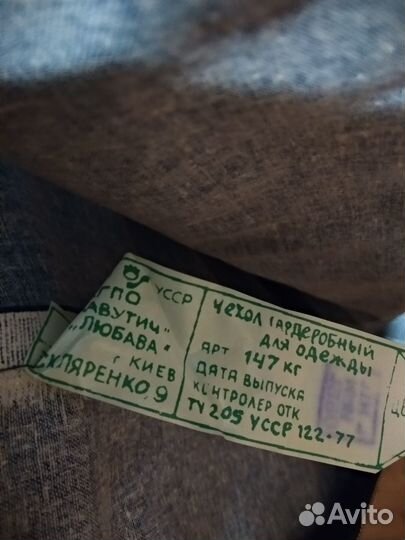 УССР
ГПО
АВУТИЧ"
„ЛЮБАВА"
г КИЕВ
СКЛЯРЕНКО, 9
ЧЕХОЛ ГАРДЕРОБНЫЙ
ДЛЯ ОДЕЖДЫ
АРТ 147 КГ
ДАТА ВЫПУСКА
КОНТРОЛЕР ОТК
ТУ 205 УССР 122-77
Avito